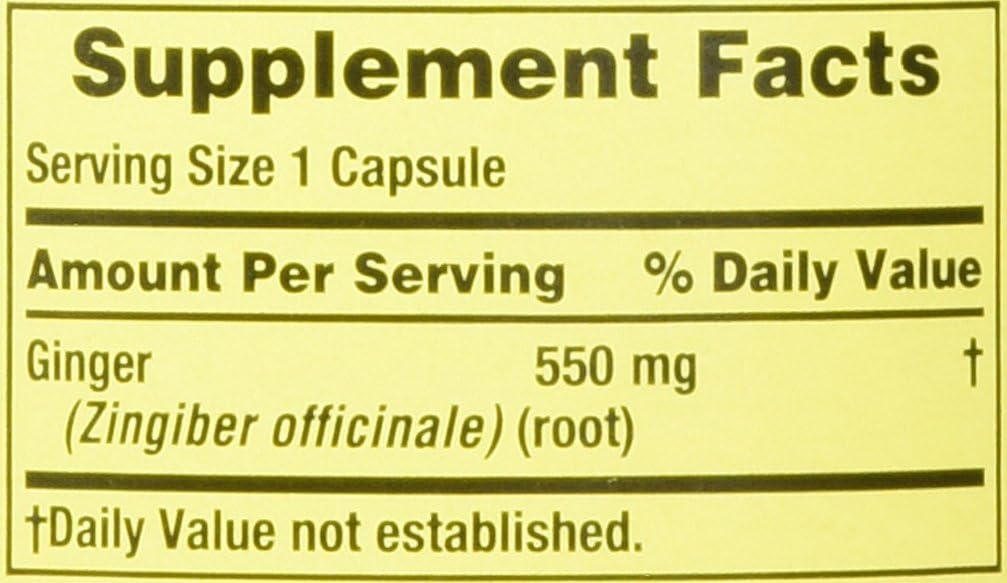 Supplement Facts
Serving Size 1 Capsule
Amount Per Serving % Daily Value
Ginger 550 mg †
(Zingiber officinale) (root)
†Daily Value not established.